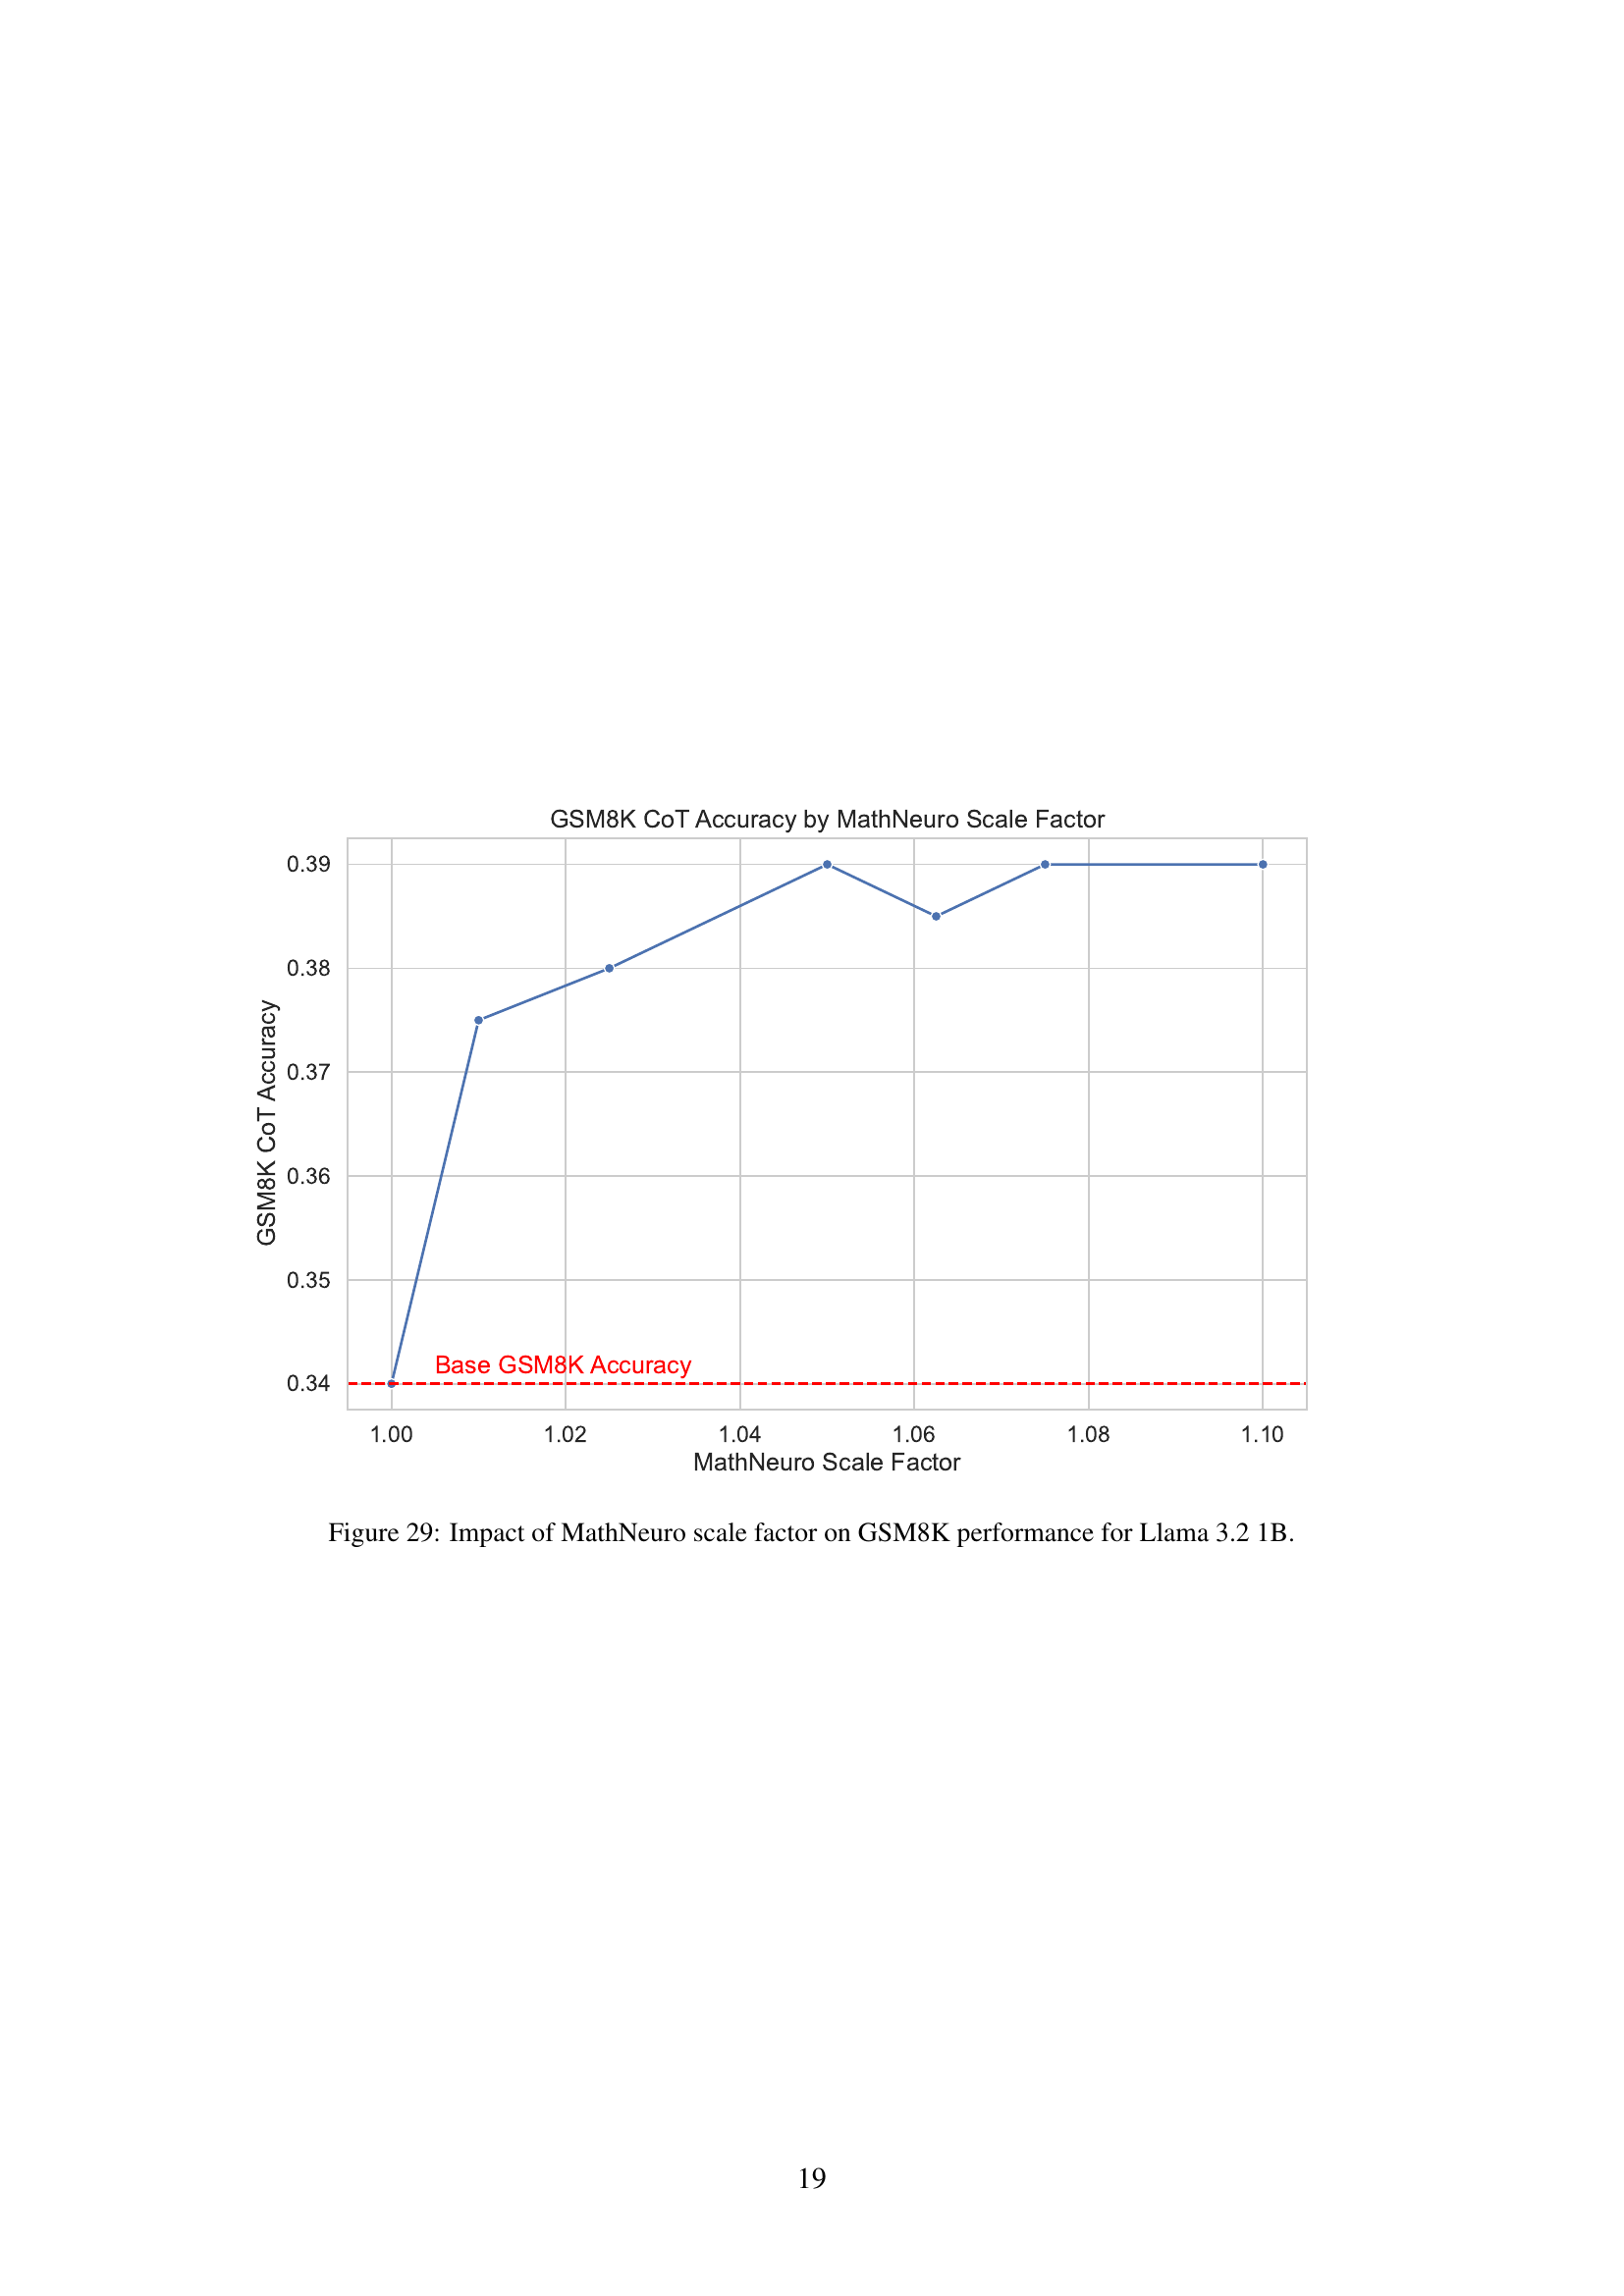 GSM8K CoT Accuracy by MathNeuro Scale Factor
0.39
0.38
0.37
0.36
0.35
0.34
GSM8K CoT Accuracy
Base GSM8K Accuracy
1.00 1.02 1.04 1.06 1.08 1.10
MathNeuro Scale Factor
Figure 29: Impact of MathNeuro scale factor on GSM8K performance for Llama 3.2 1B.
19